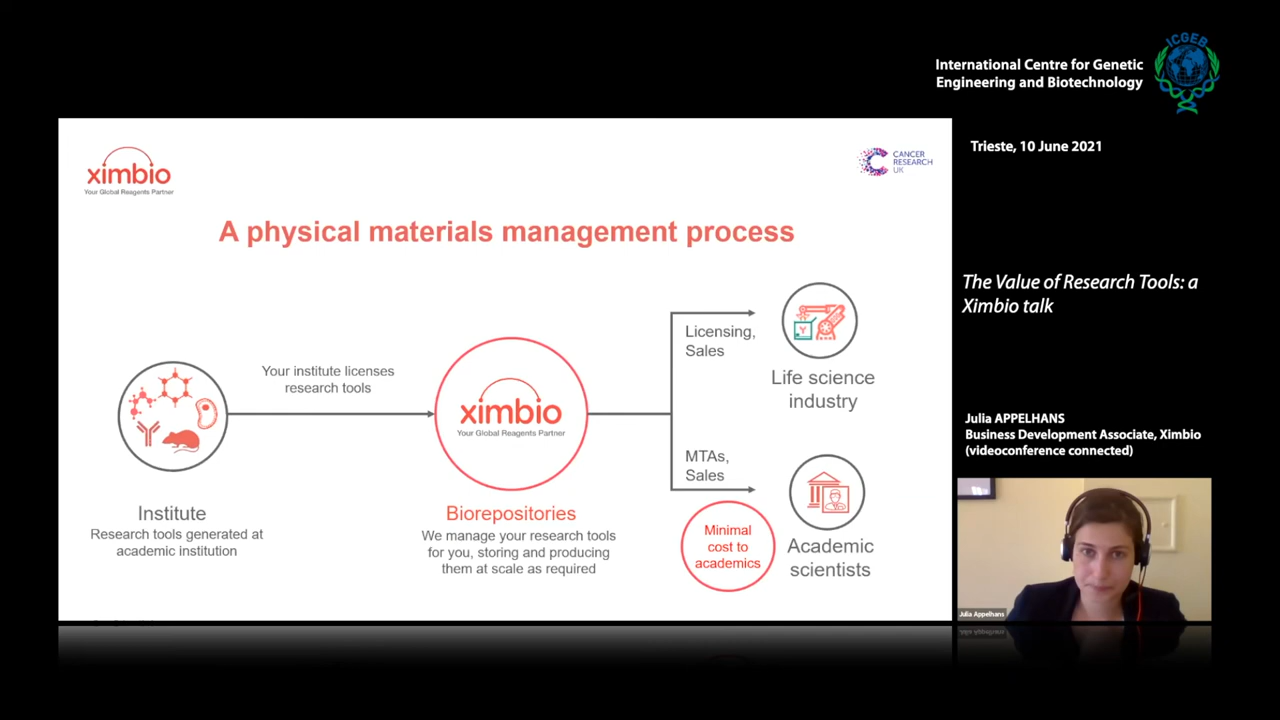 ICGEB
International Centre for Genetic
Engineering and Biotechnology
Trieste, 10 June 2021
The Value of Research Tools: a
Ximbio talk
Julia APPELHANS
Business Development Associate, Ximbio
(videoconference connected)
Julia Appelhans
ximbio
Your Global Reagents Partner
CANCER
RESEARCH
UK
A physical materials management process
Your institute licenses
research tools
Institute
Research tools generated at
academic institution
ximbio
Your Global Reagents Partner
Biorepositories
We manage your research tools
for you, storing and producing
them at scale as required
Licensing,
Sales
Life science
industry
MTAs,
Sales
Minimal
cost to
academics
Academic
scientists